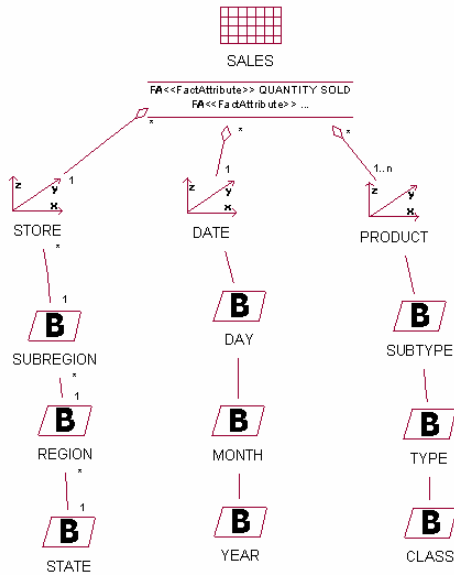 SALES
FA<<FactAttribute>> QUANTITY SOLD
FA<<FactAttribute>> ...
* * *
1 1 1..n
z y x z y x z y x
STORE DATE PRODUCT
*
1
B B B
SUBREGION DAY SUBTYPE
*
1
B B B
REGION MONTH TYPE
*
1
B B B
STATE YEAR CLASS